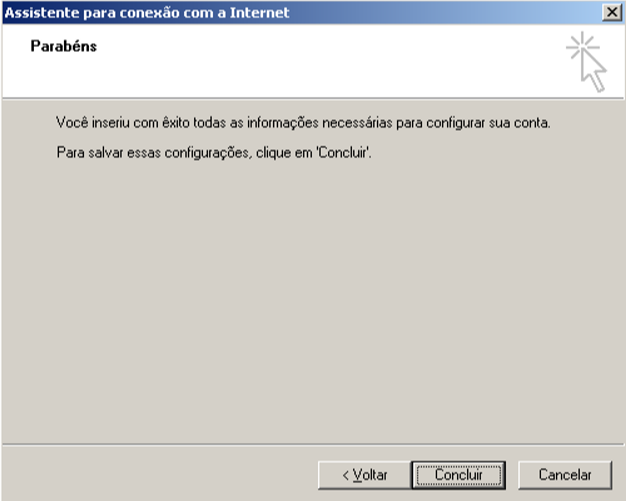 Assistente para conexão com a Internet
Parabéns
Você inseriu com êxito todas as informações necessárias para configurar sua conta.
Para salvar essas configurações, clique em 'Concluir'.
< Voltar Concluir Cancelar